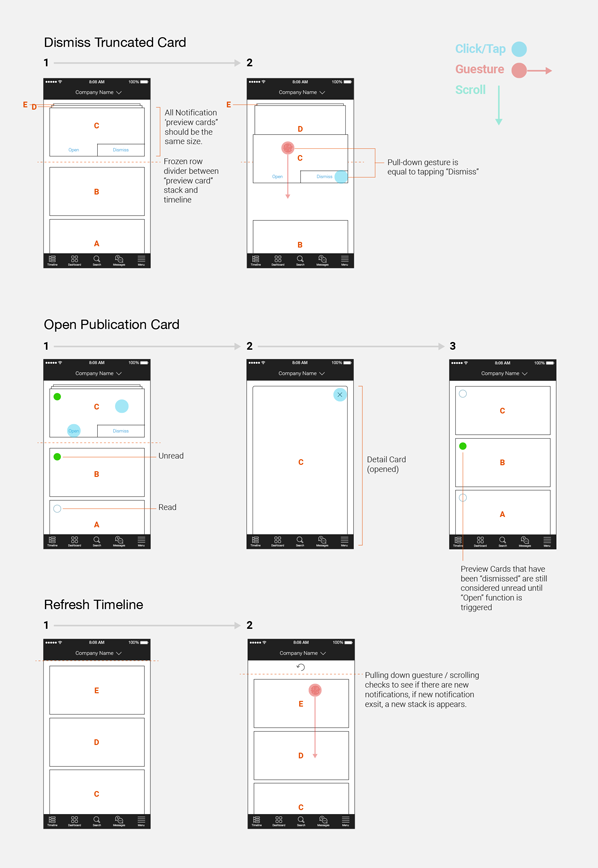 Dismiss Truncated Card
Click/Tap
Guesture
Scroll
1
2
9:08 AM 100%
Company Name
E
D
C
Open Dismiss
B
A
Timeline Dashboard Search Messages Menu
All Notification
‘preview cards”
should be the
same size.
Frozen row
divider between
“preview card”
stack and
timeline
9:08 AM 100%
Company Name
E
D
C
Open Dismiss
B
Timeline Dashboard Search Messages Menu
Pull-down gesture is
equal to tapping “Dismiss”
Open Publication Card
1
2
3
9:08 AM 100%
Company Name
C
Open Dismiss
B
A
Timeline Dashboard Search Messages Menu
Unread
Read
9:08 AM 100%
Company Name
C
Timeline Dashboard Search Messages Menu
Detail Card
(opened)
9:08 AM 100%
Company Name
C
B
A
Timeline Dashboard Search Messages Menu
Preview Cards that have
been “dismissed” are still
considered unread until
“Open” function is
triggered
Refresh Timeline
1
2
9:08 AM 100%
Company Name
E
D
C
Timeline Dashboard Search Messages Menu
9:08 AM 100%
Company Name
E
D
C
Timeline Dashboard Search Messages Menu
Pulling down guesture / scrolling
checks to see if there are new
notifications, if new notification
exsit, a new stack is appears.